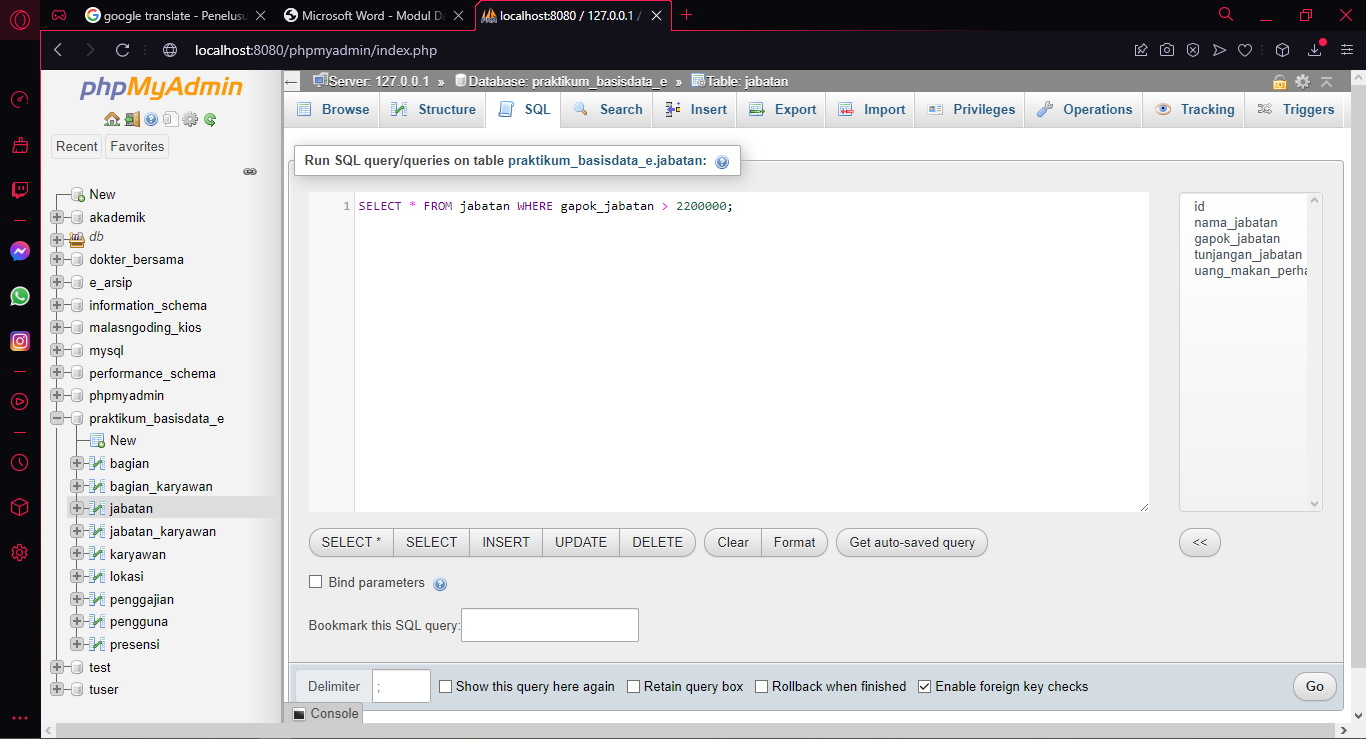 google translate - Penelusu
Microsoft Word - Modul Da
localhost:8080 / 127.0.0.1 /
localhost:8080/phpmyadmin/index.php
phpMyAdmin
Recent
Favorites
New
akademik
db
dokter_bersama
e_arsip
information_schema
malasngoding_kios
mysql
performance_schema
phpmyadmin
praktikum_basisdata_e
New
bagian
bagian_karyawan
jabatan
jabatan_karyawan
karyawan
lokasi
penggajian
pengguna
presensi
test
tuser
Server: 127.0.0.1 » Database: praktikum_basisdata_e » Table: jabatan
Browse Structure SQL Search Insert Export Import Privileges Operations Tracking Triggers
Run SQL query/queries on table praktikum_basisdata_e.jabatan:
1 SELECT * FROM jabatan WHERE gapok_jabatan > 2200000;
id
nama_jabatan
gapok_jabatan
tunjangan_jabatan
uang_makan_perha
SELECT * SELECT INSERT UPDATE DELETE Clear Format Get auto-saved query <<
Bind parameters
Bookmark this SQL query:
Delimiter ; Show this query here again Retain query box Rollback when finished Enable foreign key checks Go
Console